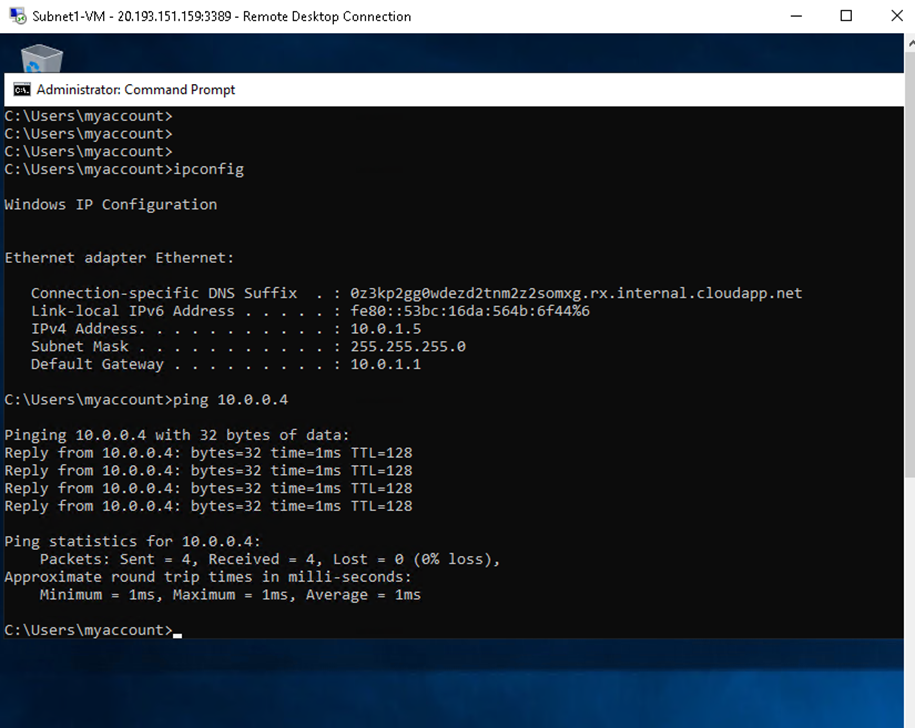 Subnet1-VM - 20.193.151.159:3389 - Remote Desktop Connection
Administrator: Command Prompt
C:\Users\myaccount>
C:\Users\myaccount>
C:\Users\myaccount>
C:\Users\myaccount>ipconfig
Windows IP Configuration
Ethernet adapter Ethernet:
Connection-specific DNS Suffix  . : 0z3kp2gg0wdezd2tnm2z2somxg.rx.internal.cloudapp.net
Link-local IPv6 Address . . . . . : fe80::53bc:16da:564b:6f44%6
IPv4 Address. . . . . . . . . . . : 10.0.1.5
Subnet Mask . . . . . . . . . . . : 255.255.255.0
Default Gateway . . . . . . . . . : 10.0.1.1
C:\Users\myaccount>ping 10.0.0.4
Pinging 10.0.0.4 with 32 bytes of data:
Reply from 10.0.0.4: bytes=32 time=1ms TTL=128
Reply from 10.0.0.4: bytes=32 time=1ms TTL=128
Reply from 10.0.0.4: bytes=32 time=1ms TTL=128
Reply from 10.0.0.4: bytes=32 time=1ms TTL=128
Ping statistics for 10.0.0.4:
Packets: Sent = 4, Received = 4, Lost = 0 (0% loss),
Approximate round trip times in milli-seconds:
Minimum = 1ms, Maximum = 1ms, Average = 1ms
C:\Users\myaccount>